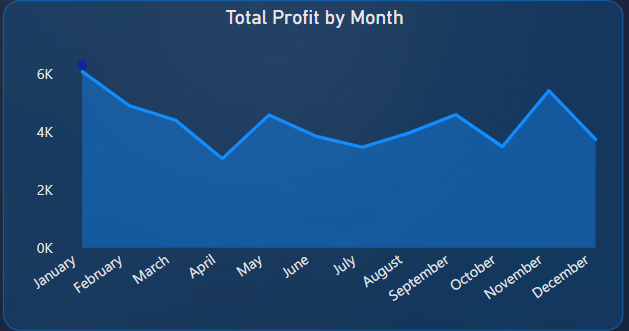 Total Profit by Month
6K
4K
2K
0K
January
February
March
April
May
June
July
August
September
October
November
December